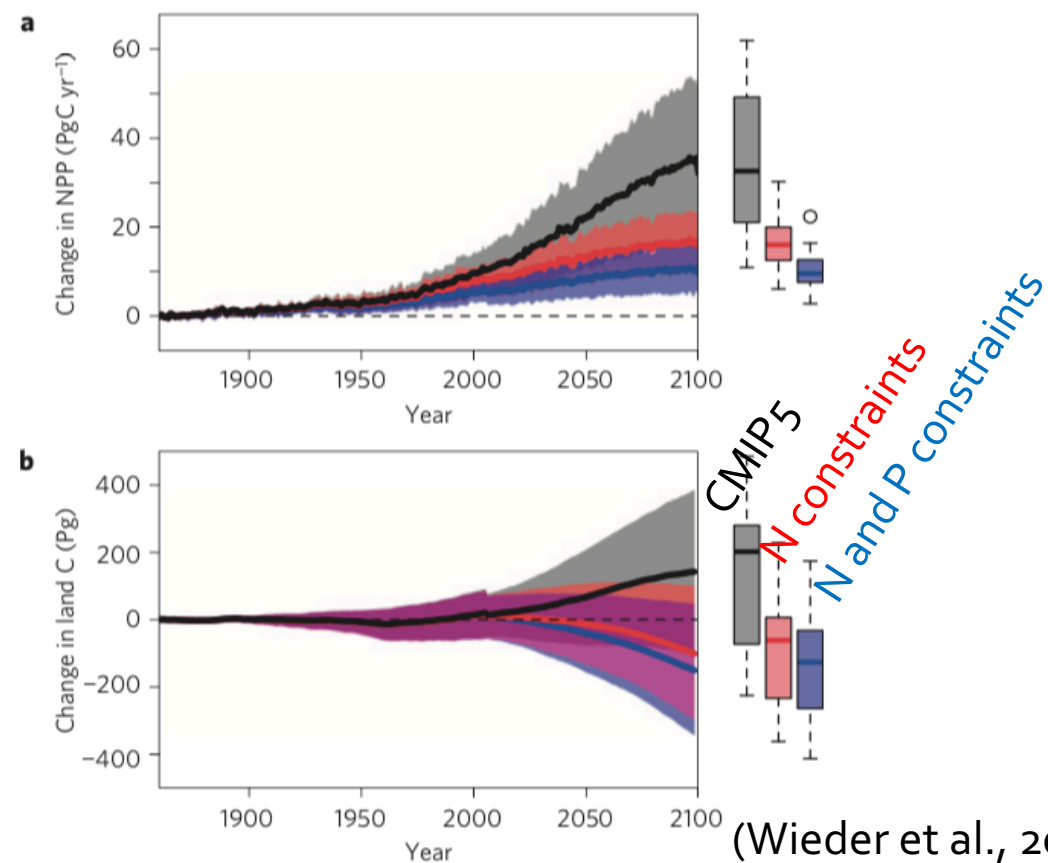 a
60
40
20
0
Change in NPP (PgC yr⁻¹)
1900 1950 2000 2050 2100
Year
CMIP5
N constraints
N and P constraints
b
400
200
0
−200
−400
Change in land C (Pg)
1900 1950 2000 2050 2100
Year
(Wieder et al.,